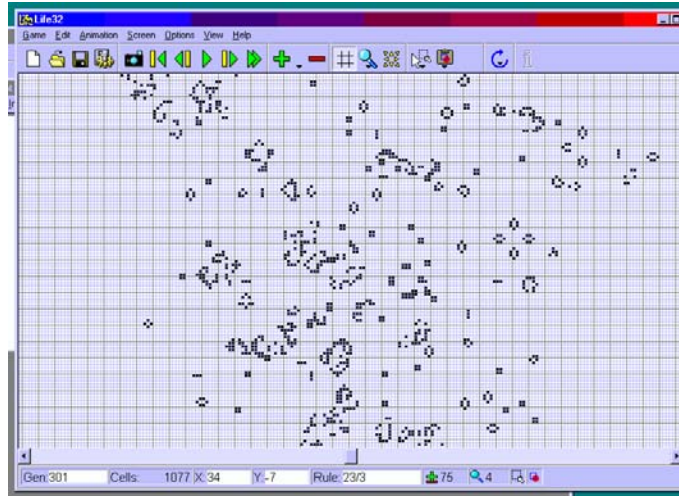 Life32
Game Edit Animation Screen Options View Help
Gen: 301 Cells: 1077 X: 34 Y: -7 Rule: 23/3 75 4